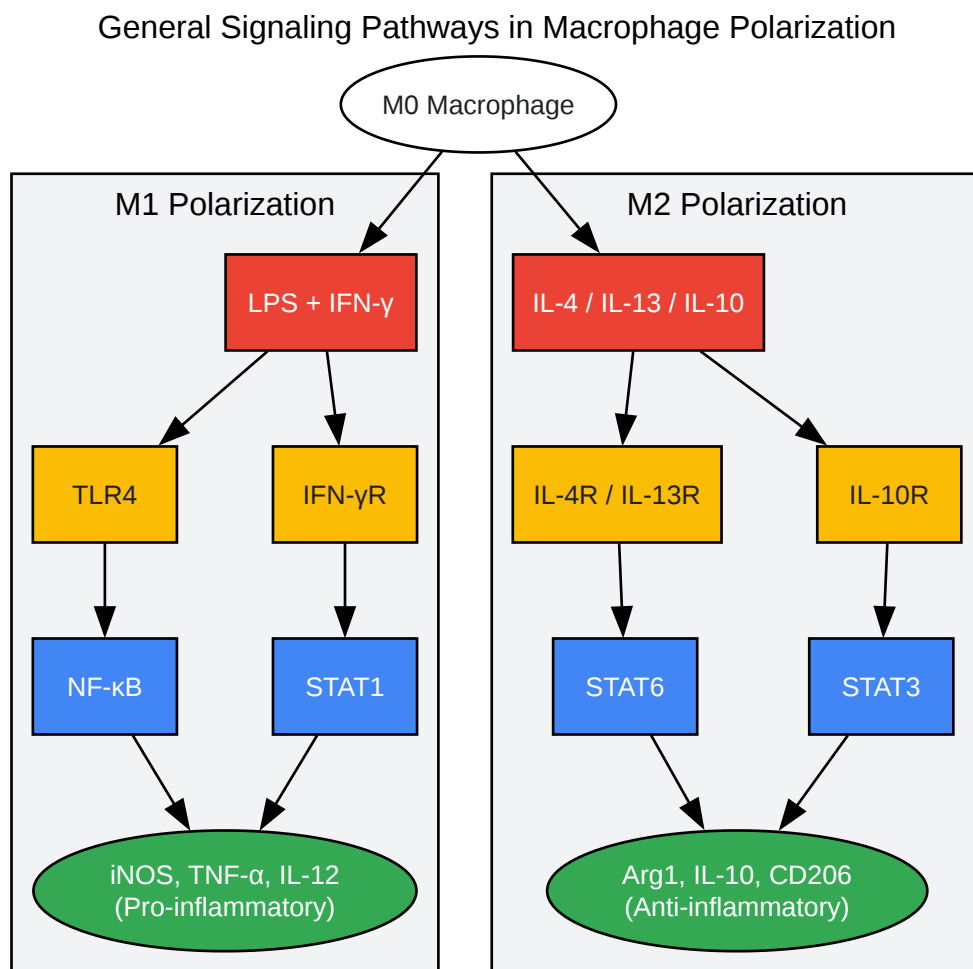 General Signaling Pathways in Macrophage Polarization
M0 Macrophage
M1 Polarization
LPS + IFN-γ
TLR4
IFN-γR
NF-κB
STAT1
iNOS, TNF-α, IL-12
(Pro-inflammatory)
M2 Polarization
IL-4 / IL-13 / IL-10
IL-4R / IL-13R
IL-10R
STAT6
STAT3
Arg1, IL-10, CD206
(Anti-inflammatory)